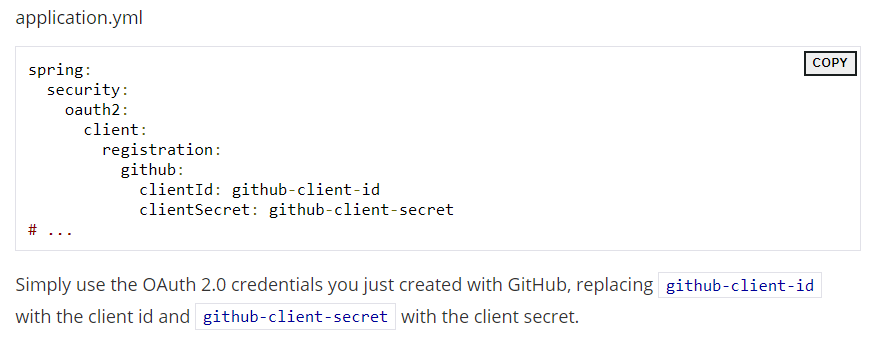 application.yml
COPY
spring:
  security:
    oauth2:
      client:
        registration:
          github:
            clientId: github-client-id
            clientSecret: github-client-secret
# ...
Simply use the OAuth 2.0 credentials you just created with GitHub, replacing github-client-id
with the client id and github-client-secret with the client secret.